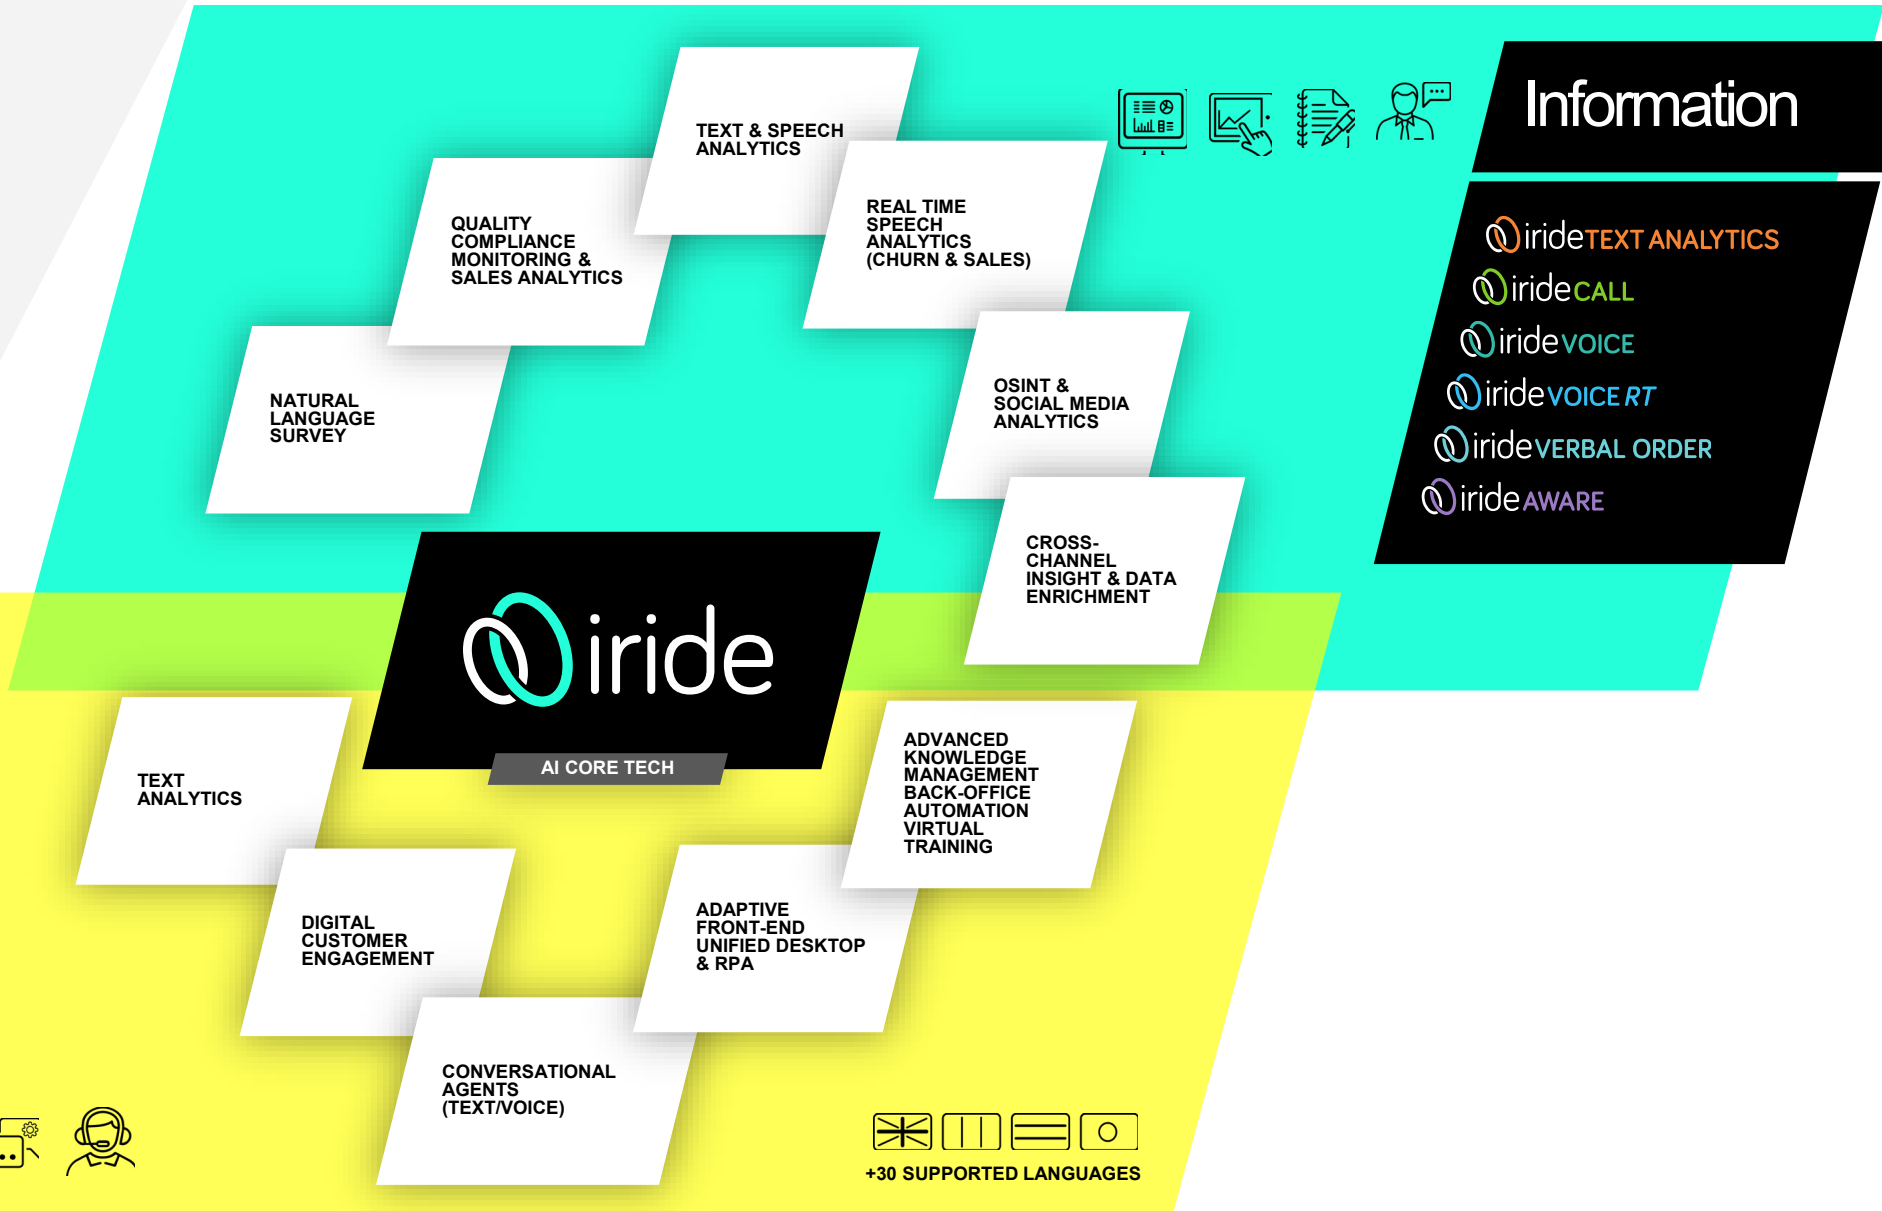 Information
TEXT & SPEECH
ANALYTICS
QUALITY
COMPLIANCE
MONITORING &
SALES ANALYTICS
REAL TIME
SPEECH
ANALYTICS
(CHURN & SALES)
NATURAL
LANGUAGE
SURVEY
OSINT &
SOCIAL MEDIA
ANALYTICS
CROSS-
CHANNEL
INSIGHT & DATA
ENRICHMENT
irideTEXT ANALYTICS
irideCALL
irideVOICE
irideVOICE RT
irideVERBAL ORDER
irideAWARE
iride
AI CORE TECH
TEXT
ANALYTICS
ADVANCED
KNOWLEDGE
MANAGEMENT
BACK-OFFICE
AUTOMATION
VIRTUAL
TRAINING
DIGITAL
CUSTOMER
ENGAGEMENT
ADAPTIVE
FRONT-END
UNIFIED DESKTOP
& RPA
CONVERSATIONAL
AGENTS
(TEXT/VOICE)
+30 SUPPORTED LANGUAGES